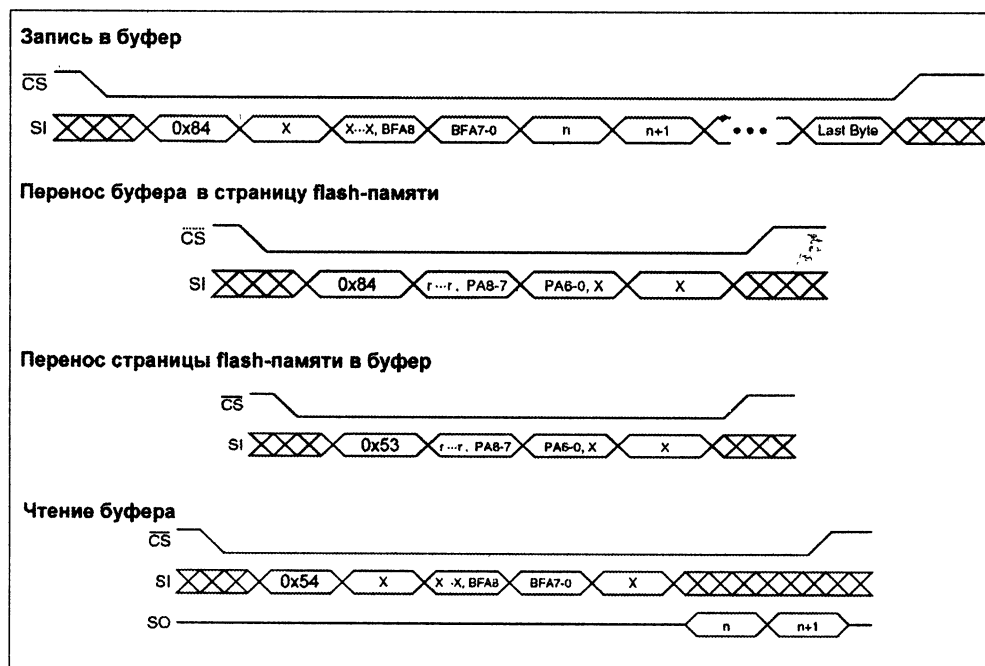 Запись в буфер
CS
SI 0x84 X X···X, BFA8 BFA7-0 n n+1 ••• Last Byte
Перенос буфера в страницу flash-памяти
CS
SI 0x84 r···r, PA8-7 PA6-0, X X
Перенос страницы flash-памяти в буфер
CS
SI 0x53 r···r, PA8-7 PA6-0, X X
Чтение буфера
CS
SI 0x54 X X ·X, BFA8 BFA7-0 X
SO n n+1